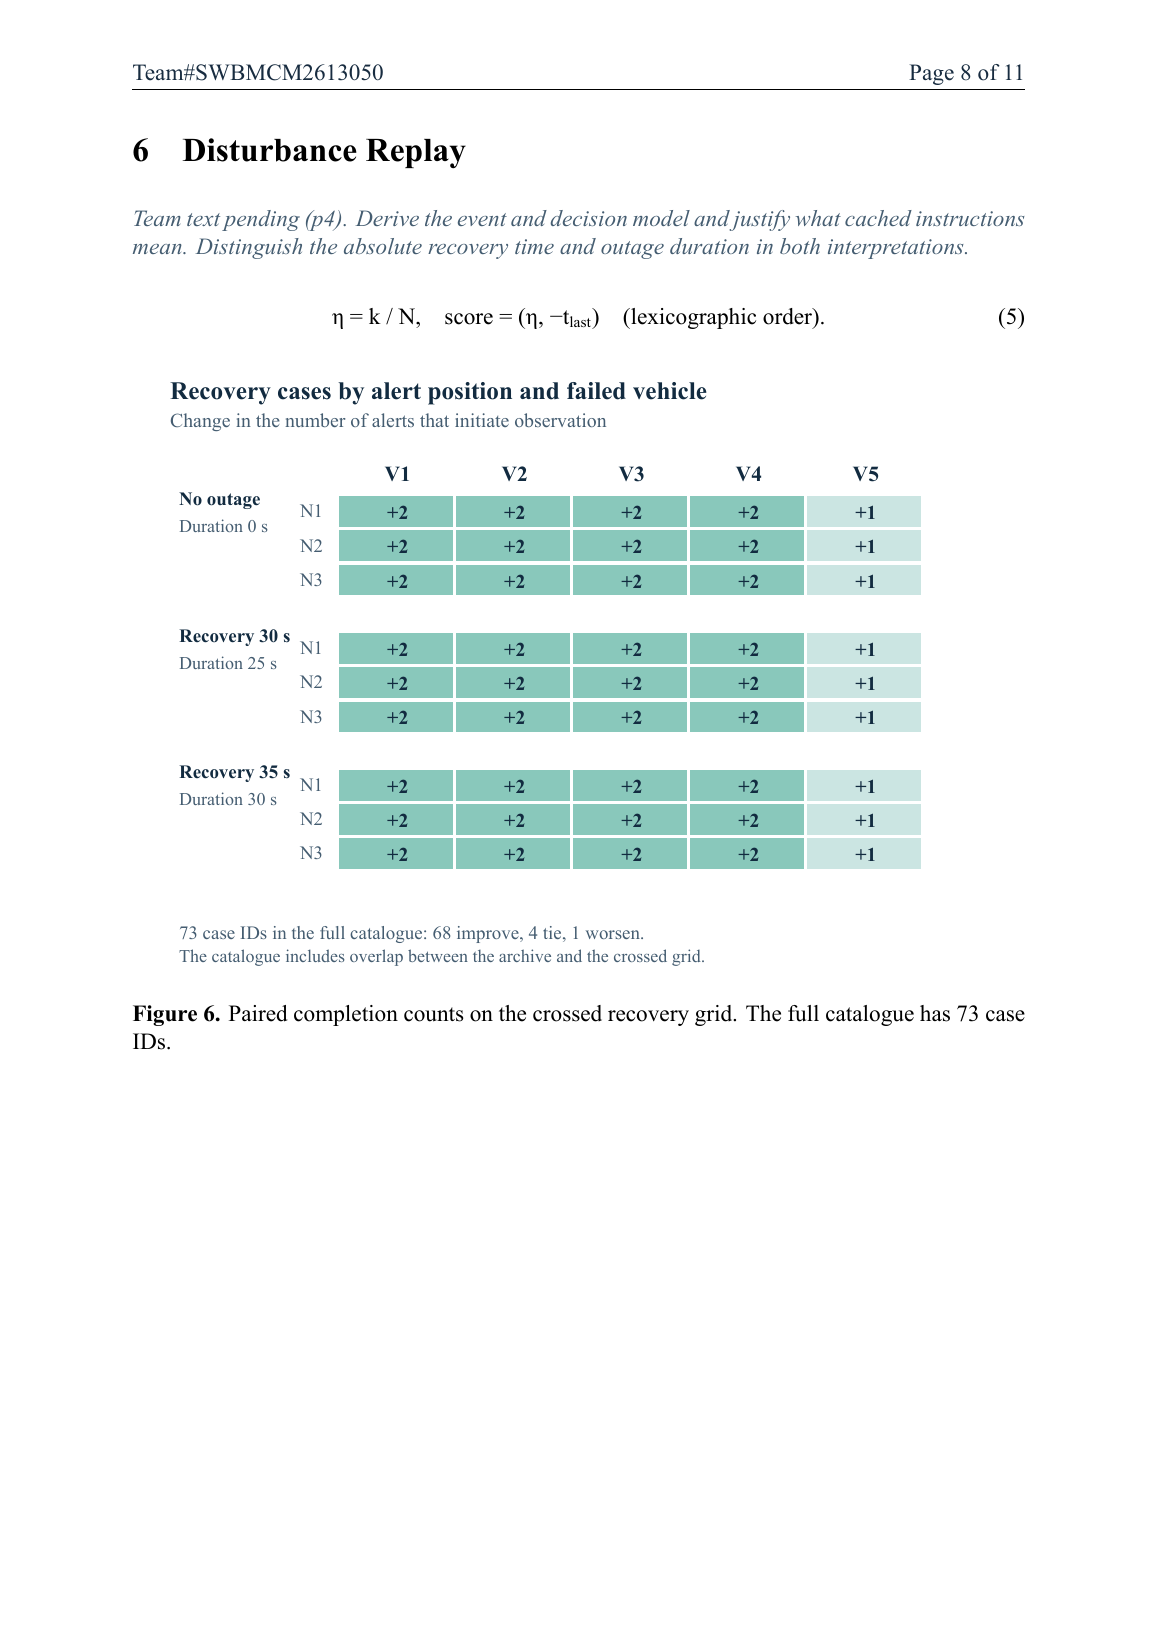 Team#SWBMCM2613050 Page 8 of 11
6 Disturbance Replay
Team text pending (p4). Derive the event and decision model and justify what cached instructions
mean. Distinguish the absolute recovery time and outage duration in both interpretations.
η = k / N, score = (η, −tlast) (lexicographic order). (5)
Recovery cases by alert position and failed vehicle
Change in the number of alerts that initiate observation
V1 V2 V3 V4 V5
No outage
Duration 0 s
N1 +2 +2 +2 +2 +1
N2 +2 +2 +2 +2 +1
N3 +2 +2 +2 +2 +1
Recovery 30 s
Duration 25 s
N1 +2 +2 +2 +2 +1
N2 +2 +2 +2 +2 +1
N3 +2 +2 +2 +2 +1
Recovery 35 s
Duration 30 s
N1 +2 +2 +2 +2 +1
N2 +2 +2 +2 +2 +1
N3 +2 +2 +2 +2 +1
73 case IDs in the full catalogue: 68 improve, 4 tie, 1 worsen.
The catalogue includes overlap between the archive and the crossed grid.
Figure 6. Paired completion counts on the crossed recovery grid. The full catalogue has 73 case
IDs.